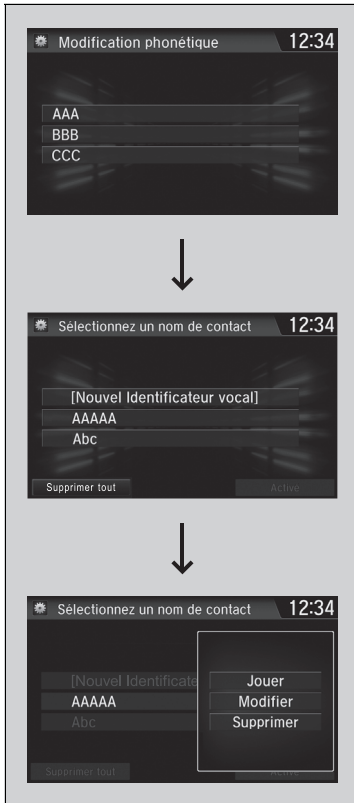 Modification phonétique 12:34
AAA
BBB
CCC
Sélectionnez un nom de contact 12:34
[Nouvel Identificateur vocal]
AAAAA
Abc
Supprimer tout Activé
Sélectionnez un nom de contact 12:34
[Nouvel Identificate Jouer
AAAAA Modifier
Abc Supprimer
Supprimer tout Activé